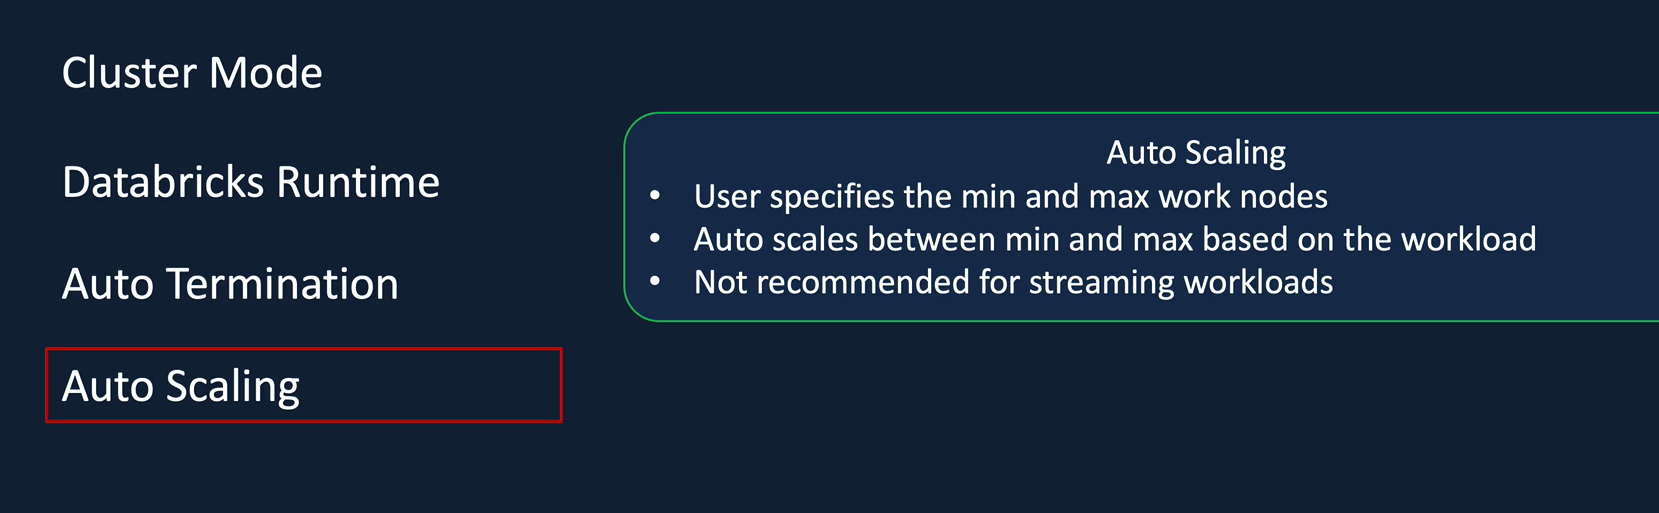 Cluster Mode
Databricks Runtime
Auto Termination
Auto Scaling
Auto Scaling
• User specifies the min and max work nodes
• Auto scales between min and max based on the workload
• Not recommended for streaming workloads